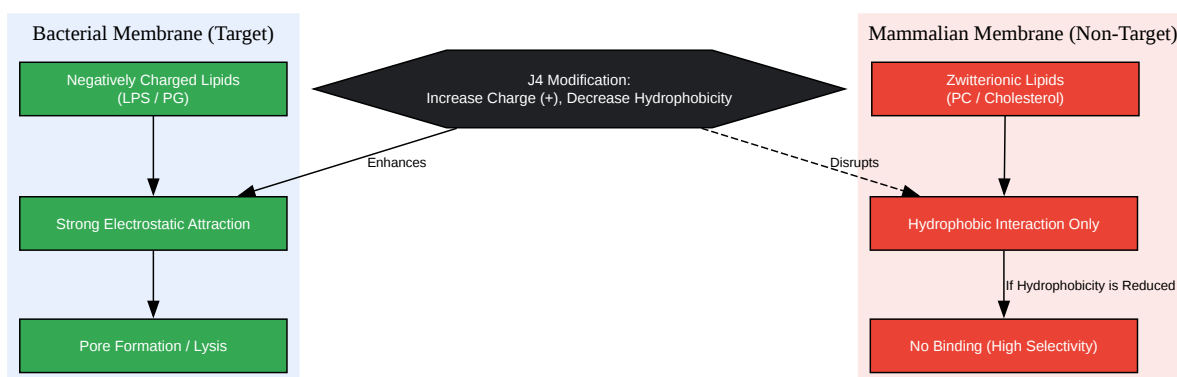 Bacterial Membrane (Target)
Negatively Charged Lipids
(LPS / PG)
Strong Electrostatic Attraction
Pore Formation / Lysis
J4 Modification:
Increase Charge (+), Decrease Hydrophobicity
Enhances
Disrupts
Mammalian Membrane (Non-Target)
Zwitterionic Lipids
(PC / Cholesterol)
Hydrophobic Interaction Only
If Hydrophobicity is Reduced
No Binding (High Selectivity)